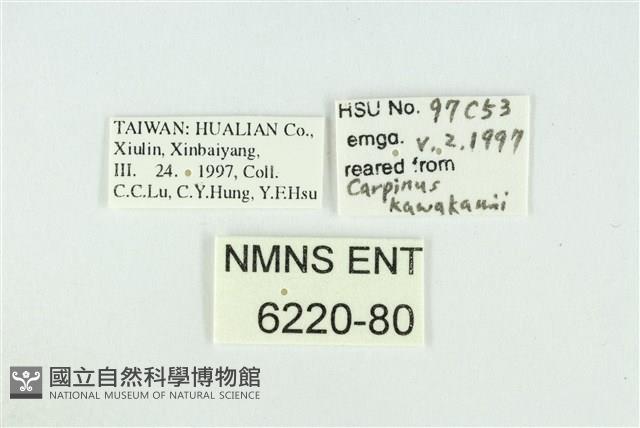 TAIWAN: HUALIAN Co.,
Xiulin, Xinbaiyang,
III. 24. 1997, Coll.
C.C.Lu, C.Y.Hung, Y.F.Hsu
HSU No. 97C53
emga. V. 2. 1997
reared from
Carpinus
kawakamii
NMNS ENT
6220-80
國立自然科學博物館
NATIONAL MUSEUM OF NATURAL SCIENCE